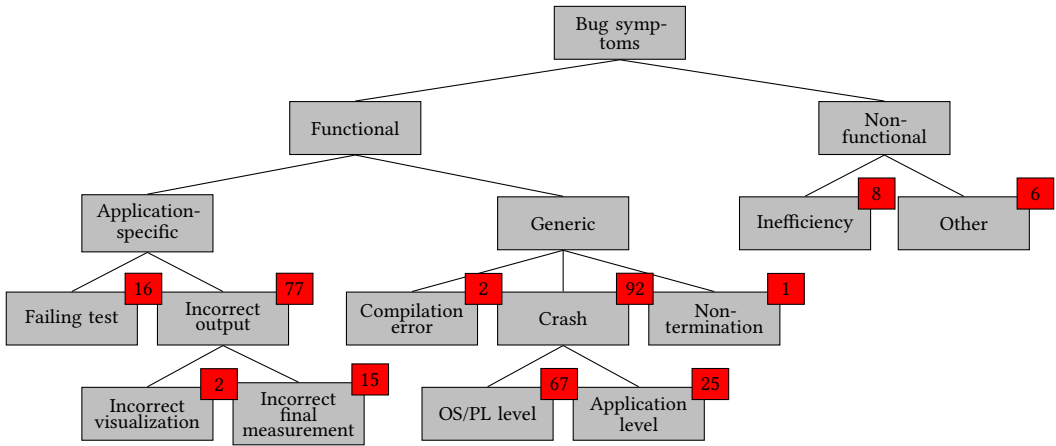 Bug symp-
toms
Functional
Non-
functional
Application-
specific
Generic
8
Inefficiency
6
Other
16
Failing test
77
Incorrect
output
2
Compilation
error
92
Crash
1
Non-
termination
2
Incorrect
visualization
15
Incorrect
final
measurement
67
OS/PL level
25
Application
level